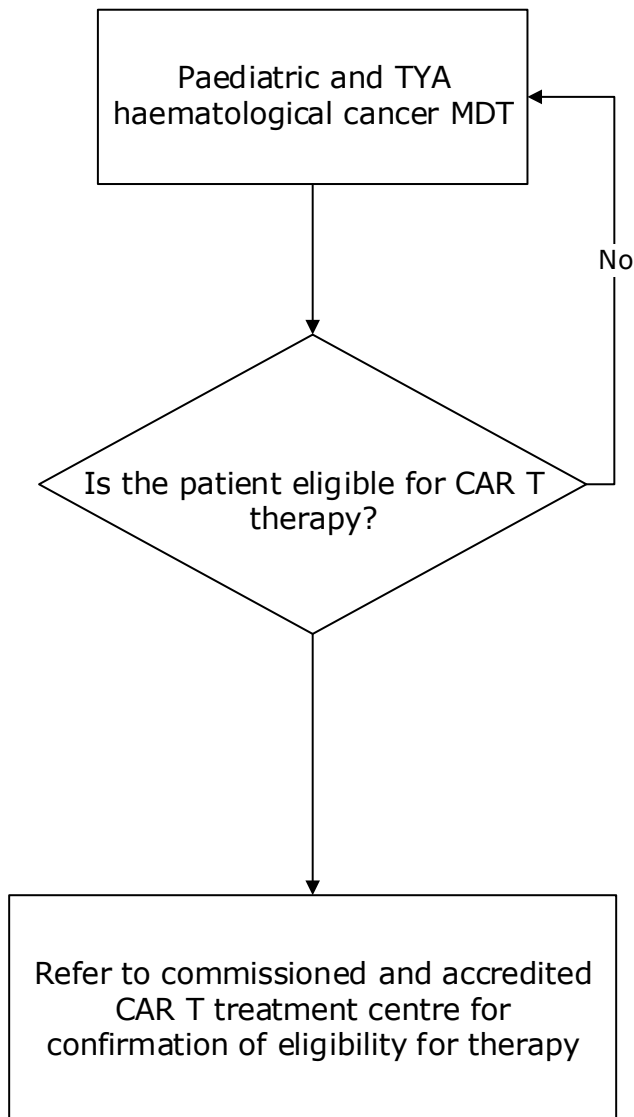 Paediatric and TYA
haematological cancer MDT
No
Is the patient eligible for CAR T
therapy?
Refer to commissioned and accredited
CAR T treatment centre for
confirmation of eligibility for therapy